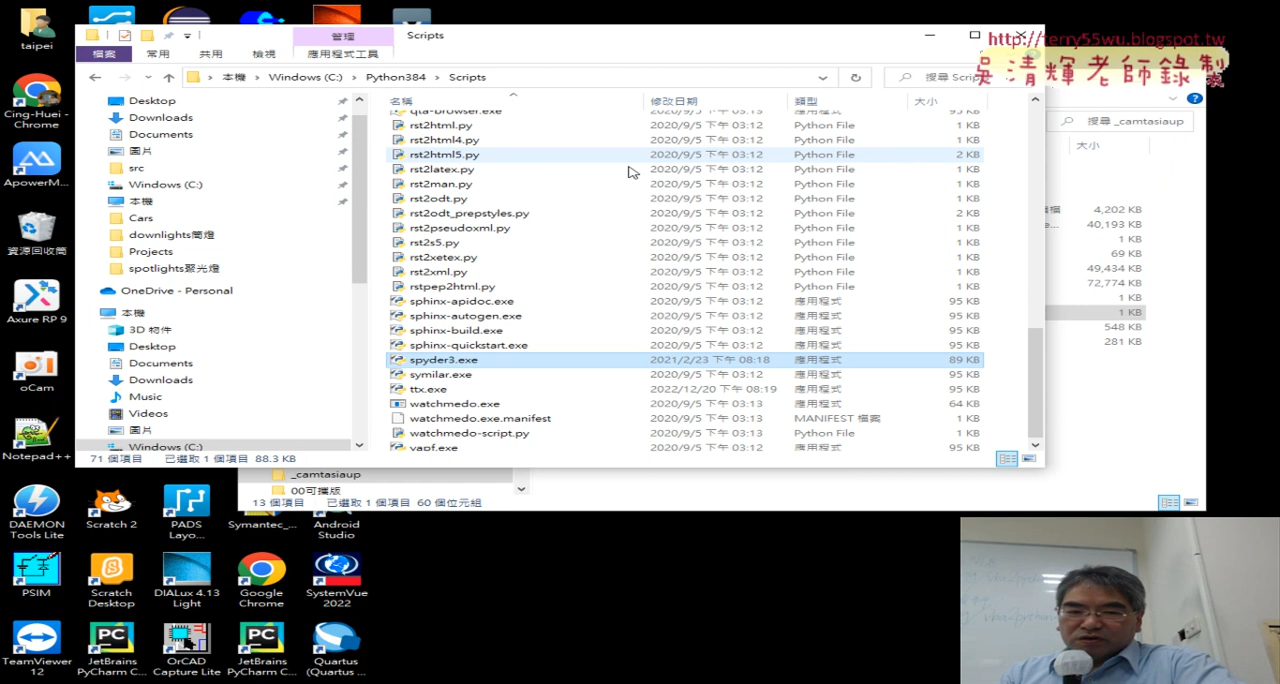 taipei
Cing-Huei - Chrome
ApowerM...
資源回收筒
Axure RP 9
oCam
Notepad++
DAEMON Tools Lite
Scratch 2
PADS Layo...
Symantec_...
Android Studio
PSIM
Scratch Desktop
DIALux 4.13 Light
Google Chrome
SystemVue 2022
TeamViewer 12
JetBrains PyCharm C...
OrCAD Capture Lite
JetBrains PyCharm C...
Quartus (Quartus ...
管理
Scripts
檔案 常用 共用 檢視 應用程式工具
http://terry55wu.blogspot.tw
吳清輝老師錄製
本機 > Windows (C:) > Python384 > Scripts
搜尋 Scrip
Desktop
Downloads
Documents
圖片
src
Windows (C:)
本機
Cars
downlights筒燈
Projects
spotlights聚光燈
OneDrive - Personal
本機
3D 物件
Desktop
Documents
Downloads
Music
Videos
圖片
Windows (C:)
名稱 修改日期 類型 大小
qta-browser.exe 2020/9/5 下午 03:13 應用程式 95 KB
rst2html.py 2020/9/5 下午 03:12 Python File 1 KB
rst2html4.py 2020/9/5 下午 03:12 Python File 1 KB
rst2html5.py 2020/9/5 下午 03:12 Python File 2 KB
rst2latex.py 2020/9/5 下午 03:12 Python File 1 KB
rst2man.py 2020/9/5 下午 03:12 Python File 1 KB
rst2odt.py 2020/9/5 下午 03:12 Python File 1 KB
rst2odt_prepstyles.py 2020/9/5 下午 03:12 Python File 2 KB
rst2pseudoxml.py 2020/9/5 下午 03:12 Python File 1 KB
rst2s5.py 2020/9/5 下午 03:12 Python File 1 KB
rst2xetex.py 2020/9/5 下午 03:12 Python File 1 KB
rst2xml.py 2020/9/5 下午 03:12 Python File 1 KB
rstpep2html.py 2020/9/5 下午 03:12 Python File 1 KB
sphinx-apidoc.exe 2020/9/5 下午 03:12 應用程式 95 KB
sphinx-autogen.exe 2020/9/5 下午 03:12 應用程式 95 KB
sphinx-build.exe 2020/9/5 下午 03:12 應用程式 95 KB
sphinx-quickstart.exe 2020/9/5 下午 03:12 應用程式 95 KB
spyder3.exe 2021/2/23 下午 08:18 應用程式 89 KB
symilar.exe 2020/9/5 下午 03:12 應用程式 95 KB
ttx.exe 2022/12/20 下午 08:19 應用程式 95 KB
watchmedo.exe 2020/9/5 下午 03:13 應用程式 64 KB
watchmedo.exe.manifest 2020/9/5 下午 03:13 MANIFEST 檔案 1 KB
watchmedo-script.py 2020/9/5 下午 03:13 Python File 1 KB
yapf.exe 2020/9/5 下午 03:12 應用程式 95 KB
71 個項目 已選取 1 個項目 88.3 KB
搜尋 _camtasiaup
大小
檔 4,202 KB
e... 40,193 KB
1 KB
69 KB
49,434 KB
72,774 KB
1 KB
1 KB
548 KB
281 KB
_camtasiaup
00可攜版
13 個項目 已選取 1 個項目 60 個位元組